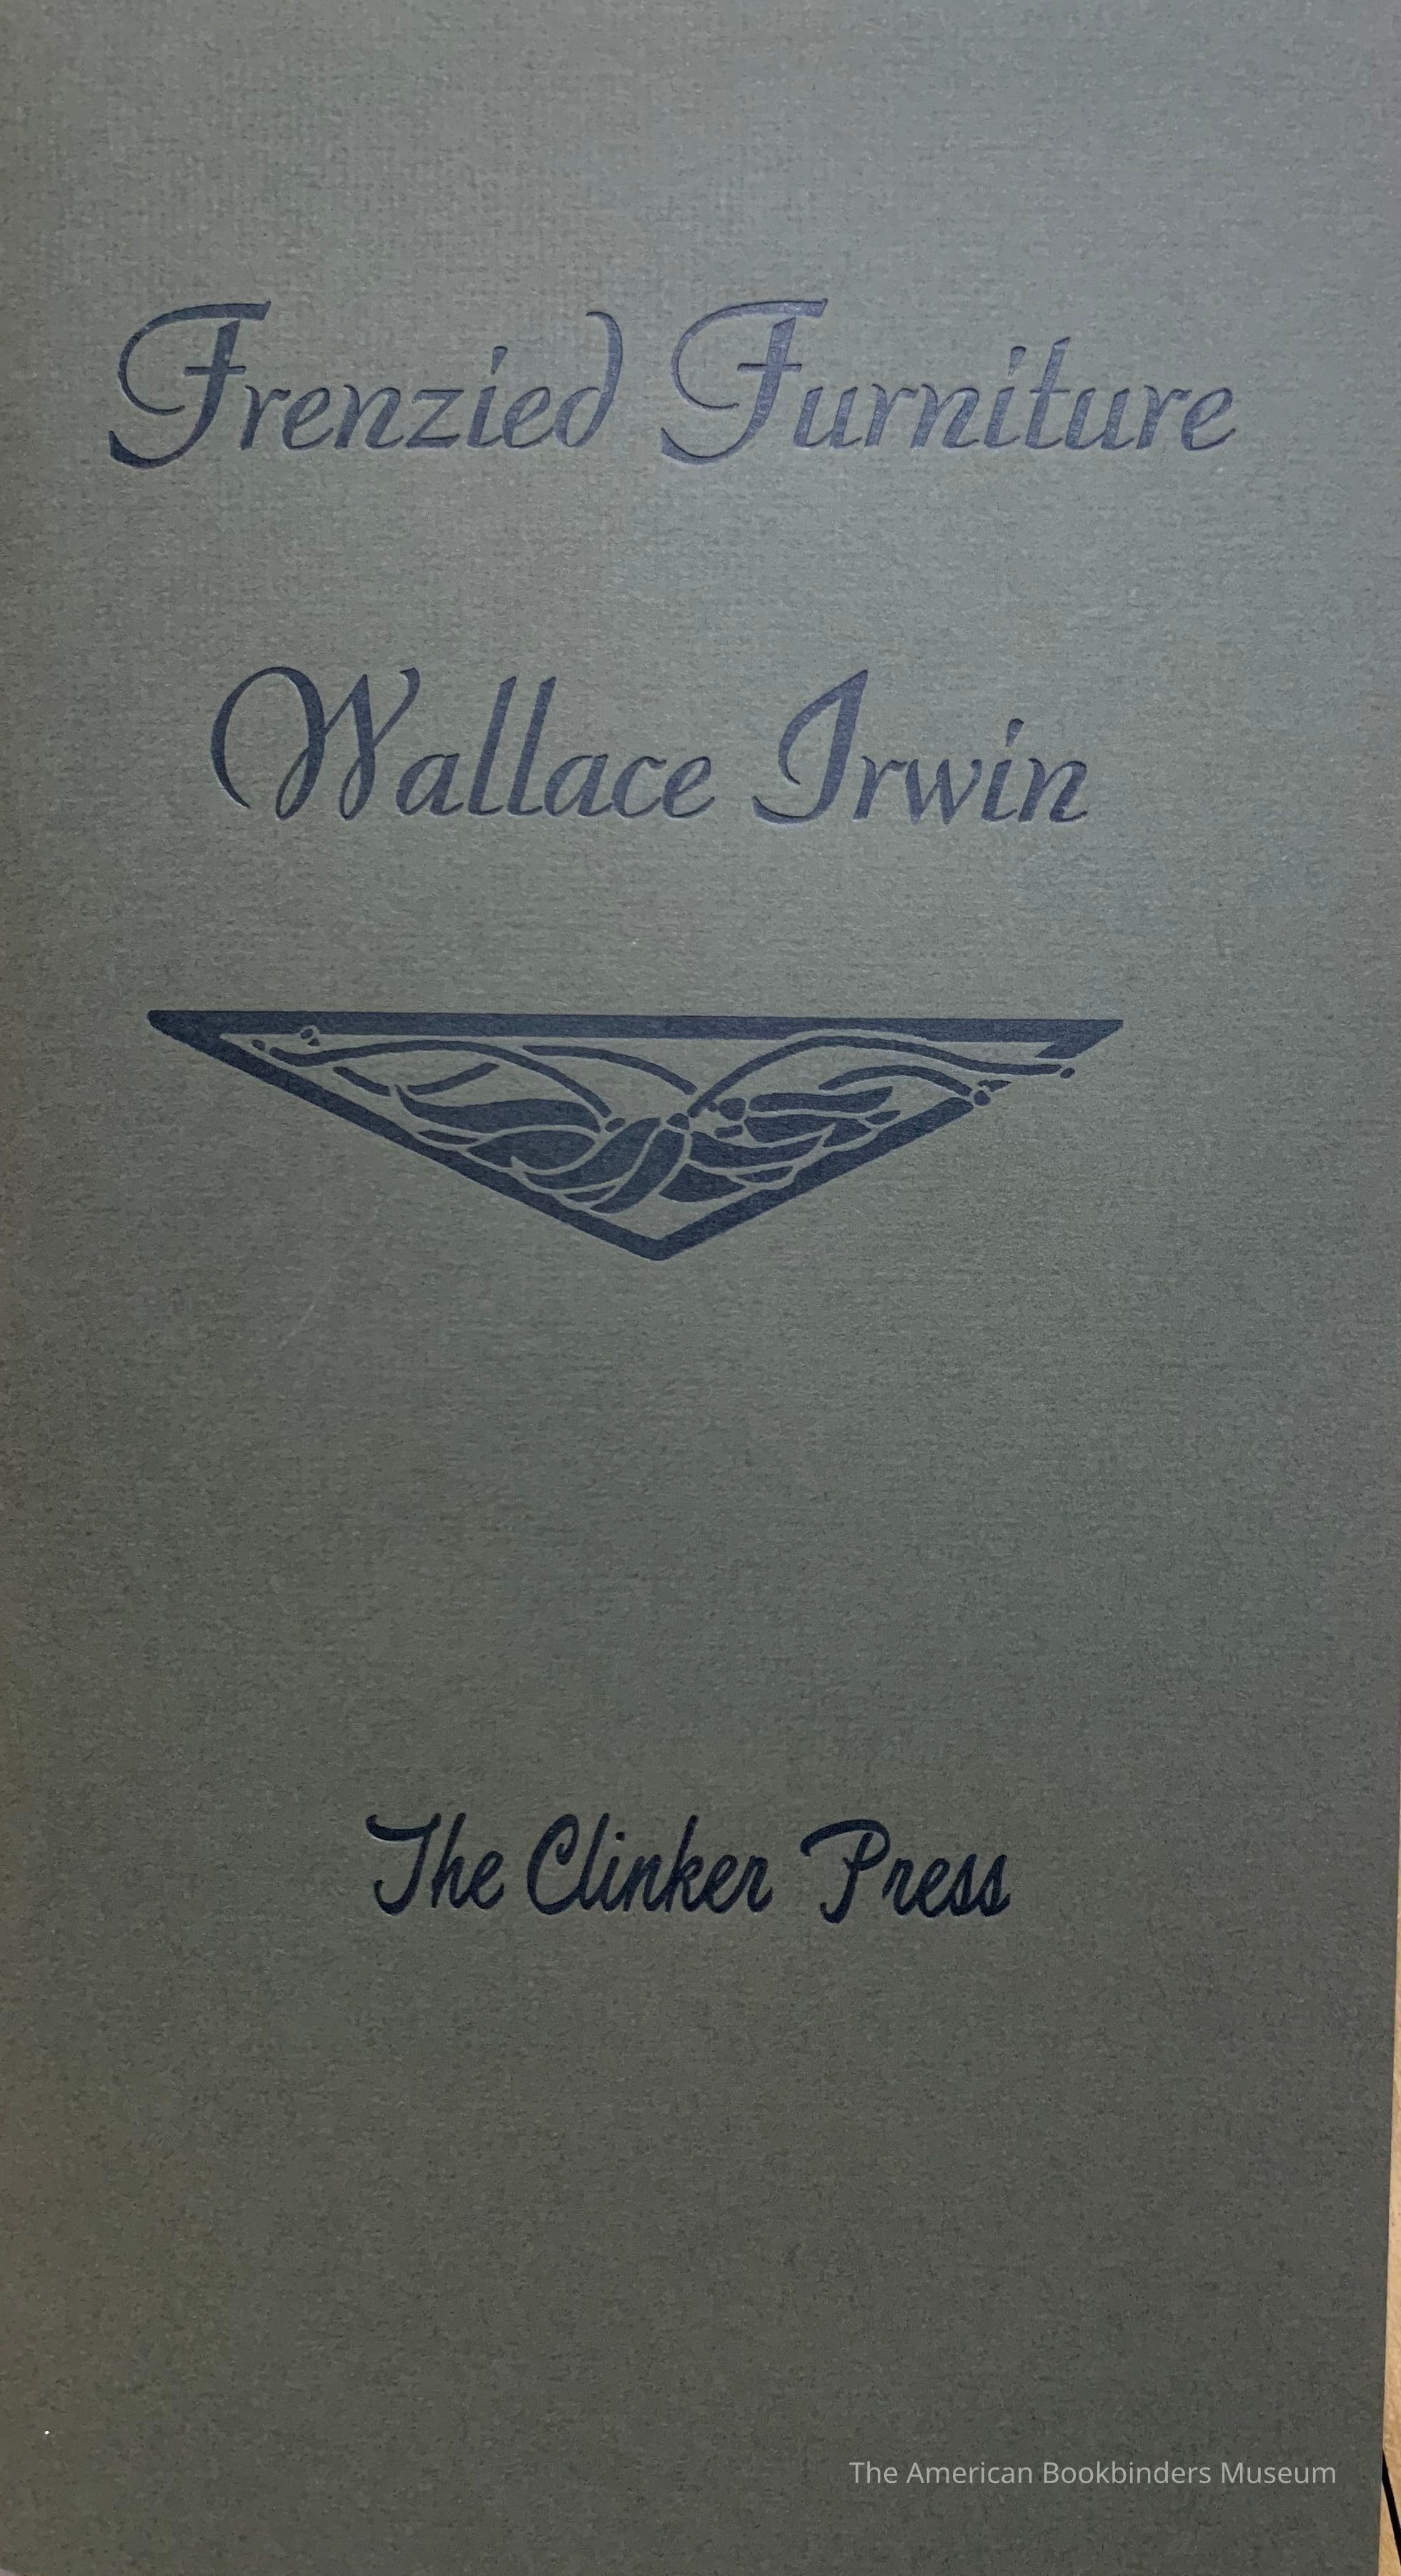 Frenzied Furniture
Wallace Irwin
The Clinker Press
The American Bookbinders Museum